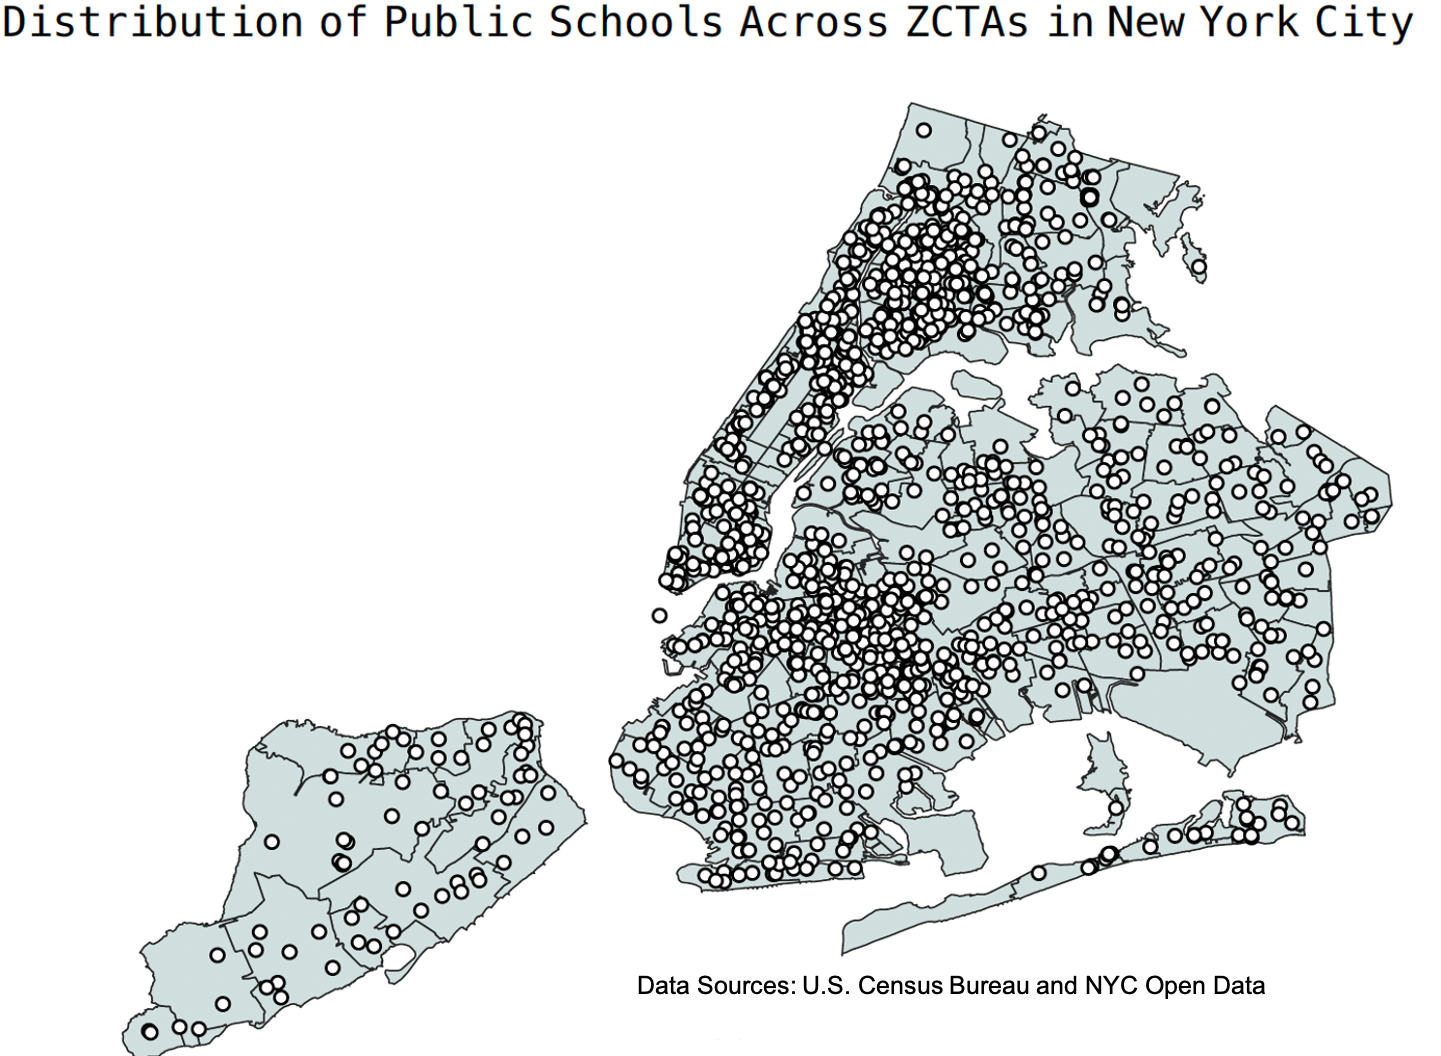 Distribution of Public Schools Across ZCTAs in New York City
Data Sources: U.S. Census Bureau and NYC Open Data